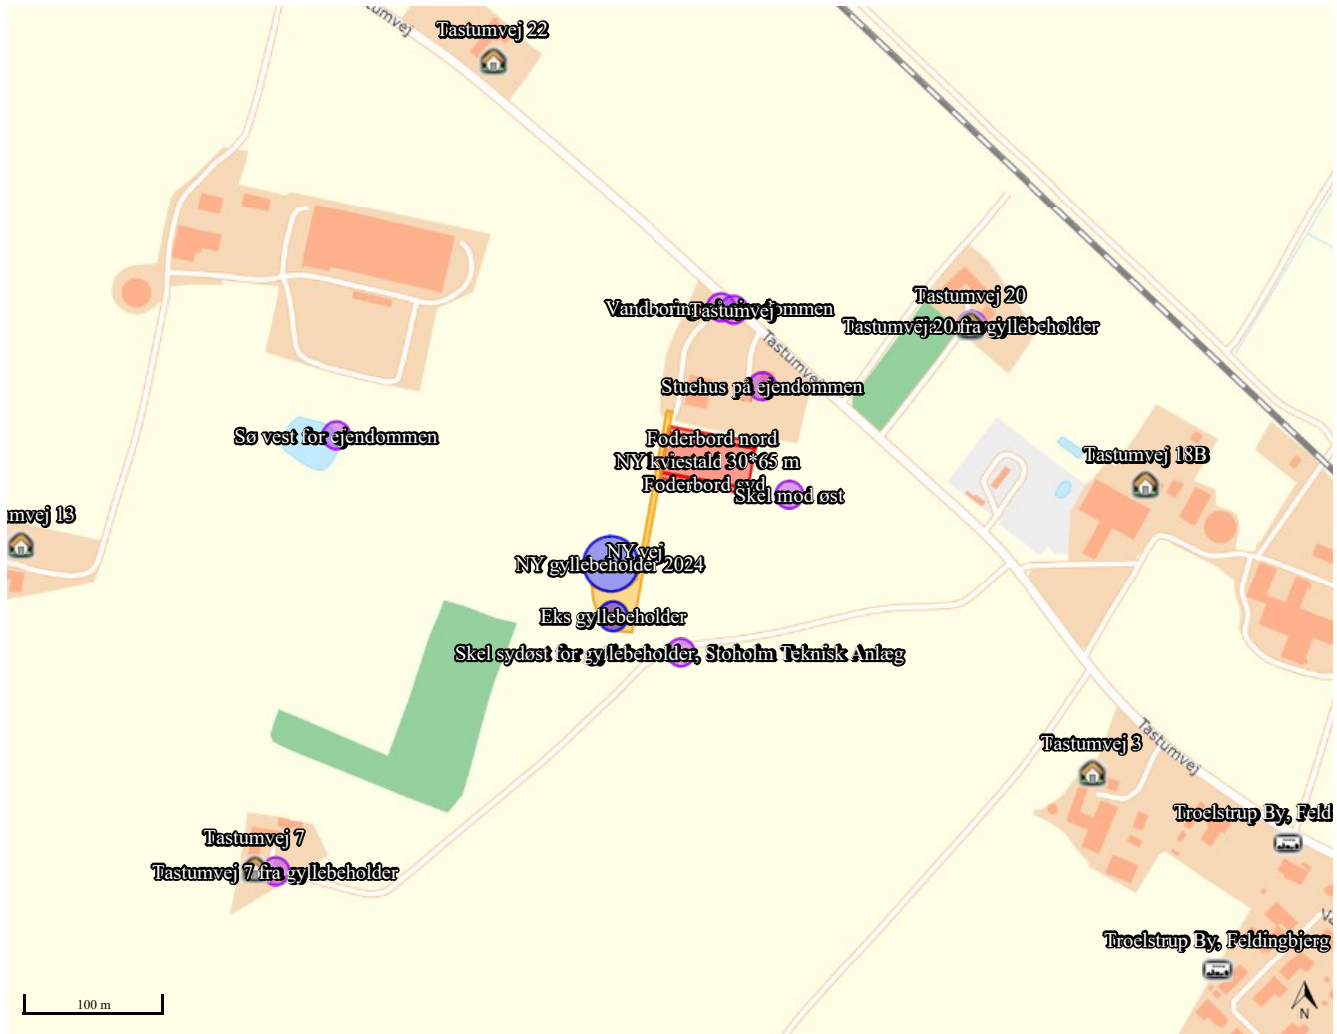 Tastumvej 22
Tastumvej 20
Tastumvej
Tastumvej 20 fra gyllebeholder
Stuehus på ejendommen
Sø vest for ejendommen
Foderbord nord
Tastumvej 18B
NY kviestald 30*65 m
Foderbord syd
Skel mod øst
mvej 13
NY vej
NY gyllebeholder 2024
Eks gyllebeholder
Skel sydøst for gyllebeholder, Stoholm Teknisk Anlæg
Tastumvej
Tastumvej 3
Troelstrup By, Feld
Tastumvej 7
Tastumvej 7 fra gyllebeholder
Troelstrup By, Feldingbjerg
100 m
N